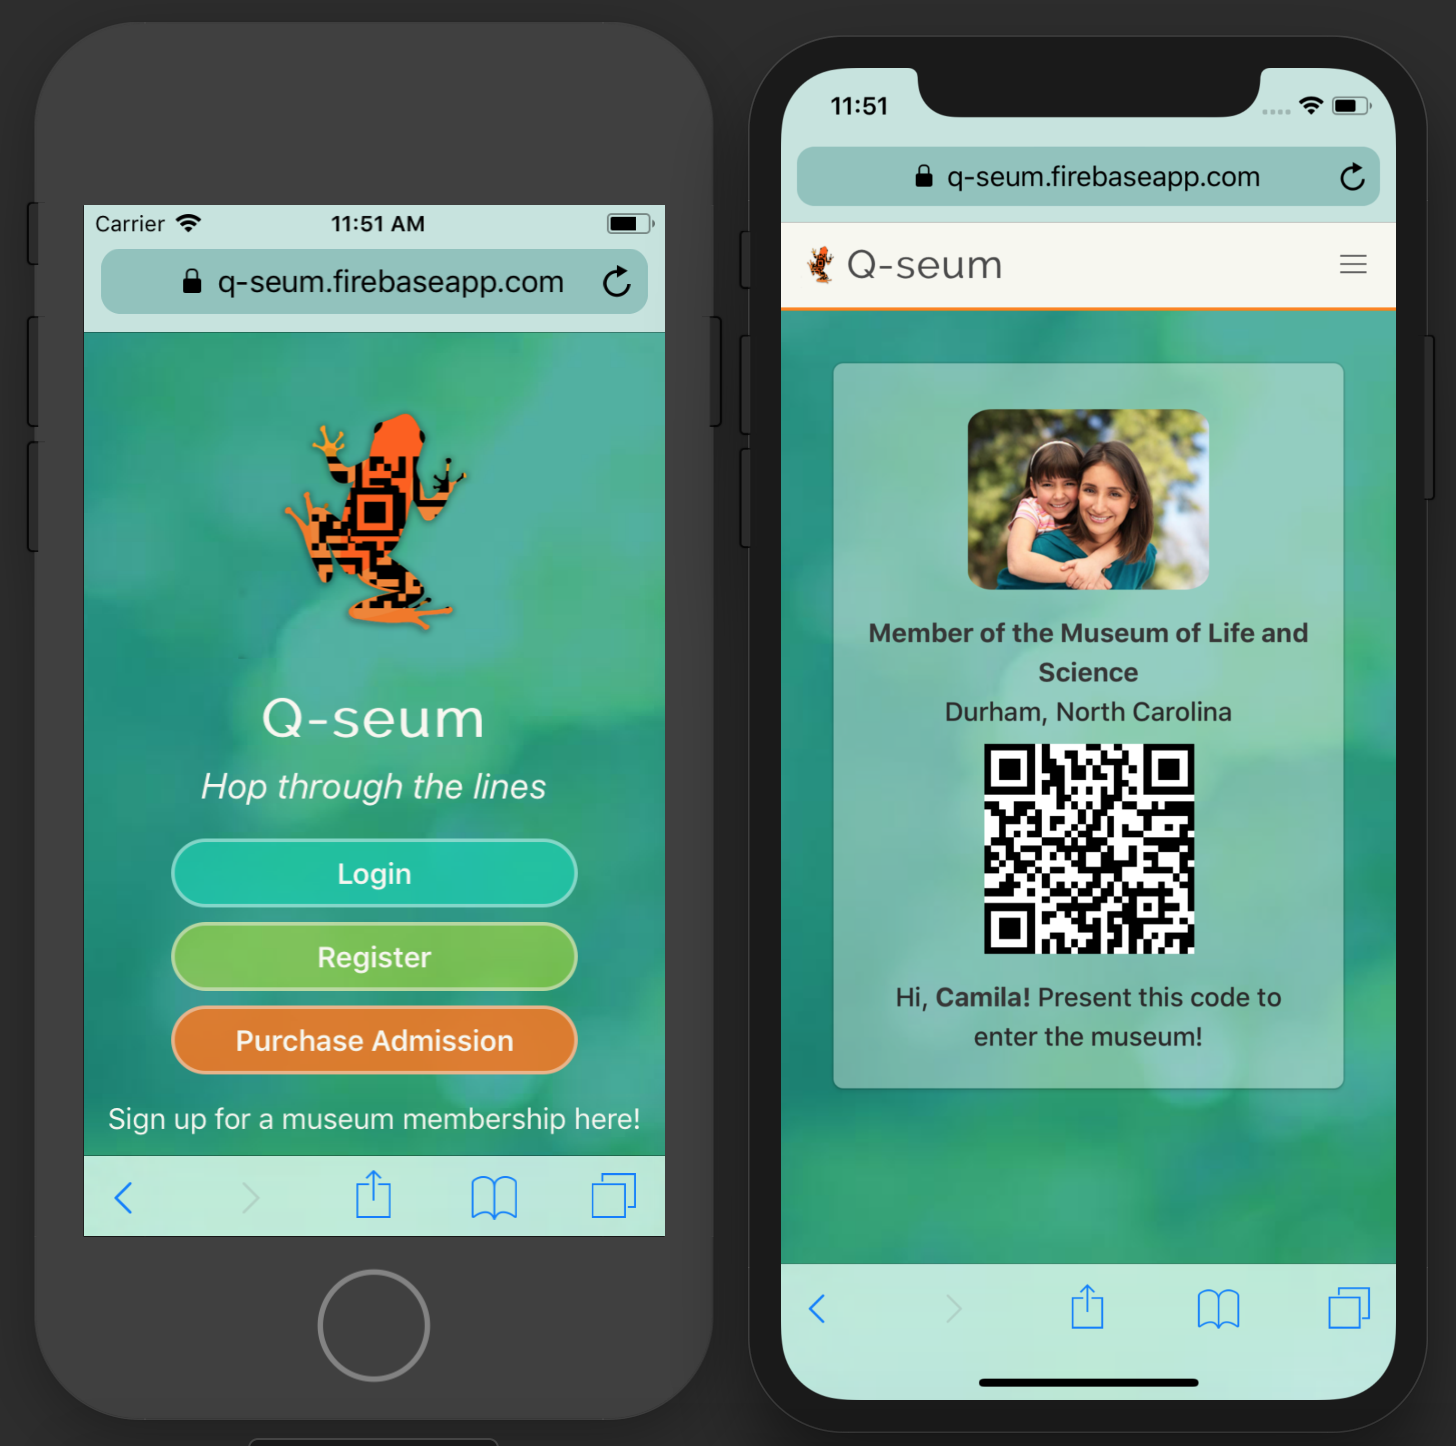 Carrier 11:51 AM
q-seum.firebaseapp.com
Q-seum
Hop through the lines
Login
Register
Purchase Admission
Sign up for a museum membership here!
11:51
q-seum.firebaseapp.com
Q-seum
Member of the Museum of Life and
Science
Durham, North Carolina
Hi, Camila! Present this code to
enter the museum!